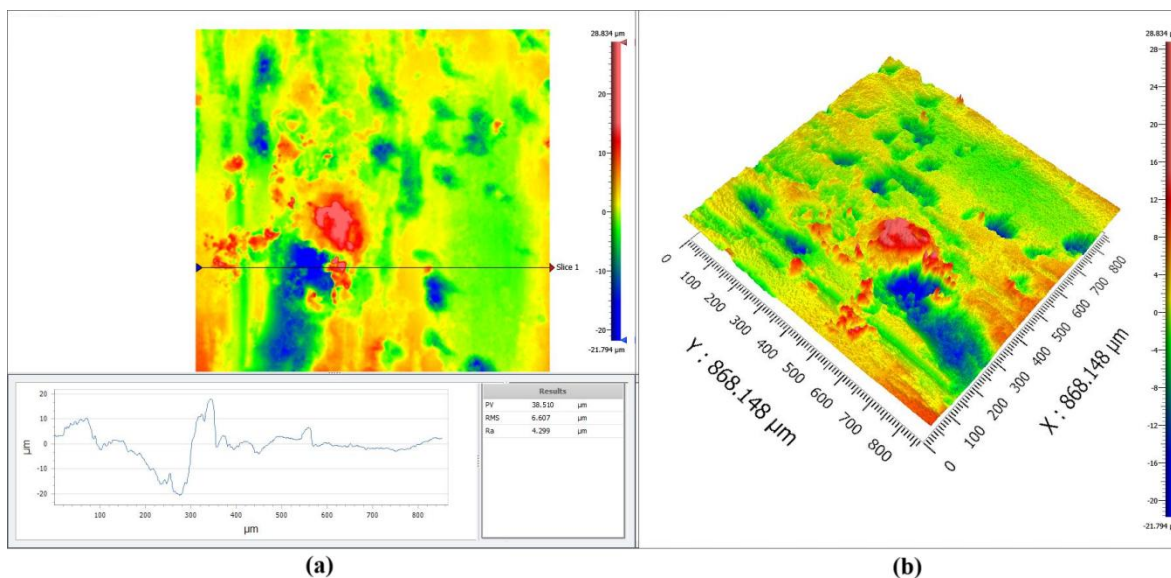 28.834 µm
20
10
0
-10
-20
-21.794 µm
Slice 1
20
10
0
-10
-20
µm
100 200 300 400 500 600 700 800
µm
Results
PV 38.510 µm
RMS 6.607 µm
Ra 4.299 µm
(a)
28.834 µm
28
24
20
16
12
8
4
0
-4
-8
-12
-16
-20
-21.794 µm
0 100 200 300 400 500 600 700 800
Y : 868.148 µm
0 100 200 300 400 500 600 700 800
X : 868.148 µm
(b)